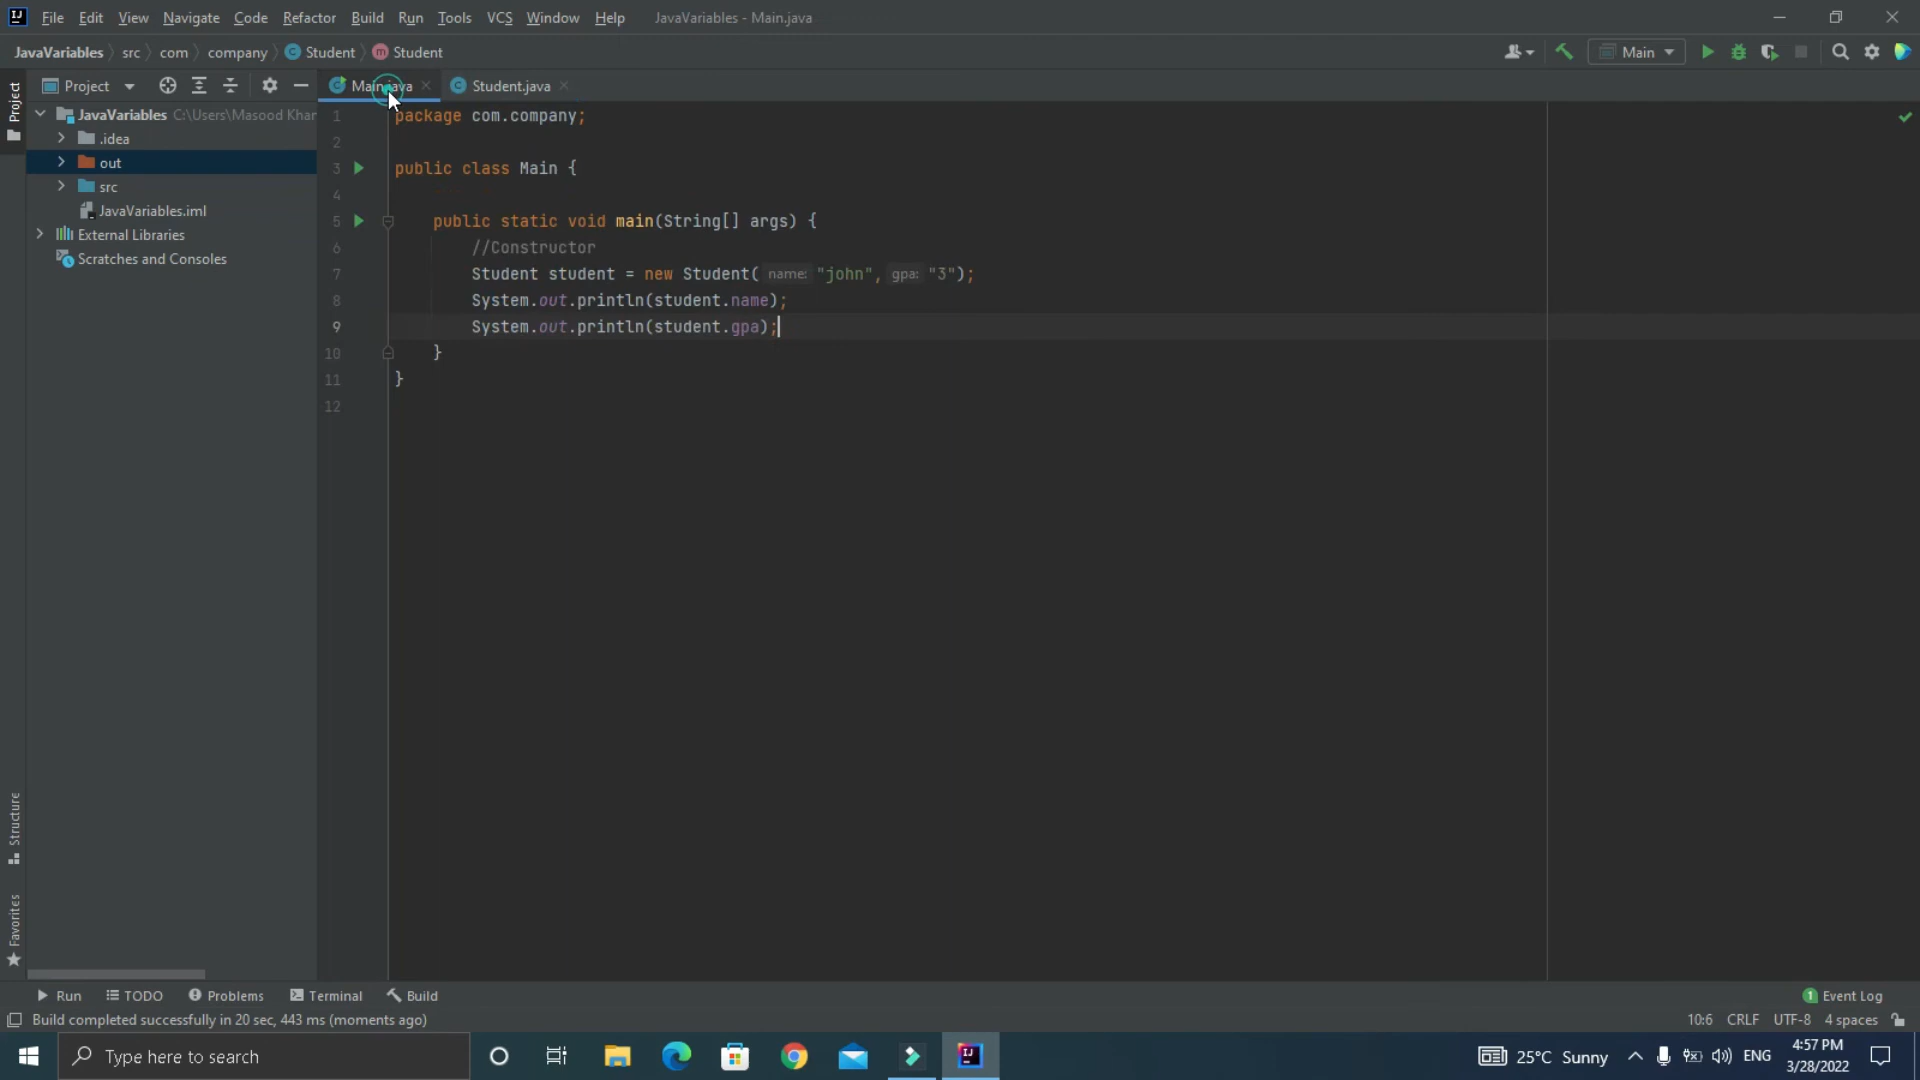 File Edit View Navigate Code Refactor Build Run Tools VCS Window Help JavaVariables - Main.java
JavaVariables src com company Student Student Main
Project Main.java Student.java
Project
JavaVariables C:\Users\Masood Khar
.idea
out
src
JavaVariables.iml
External Libraries
Scratches and Consoles
1 package com.company;
2
3 public class Main {
4
5 public static void main(String[] args) {
6 //Constructor
7 Student student = new Student( name: "john", gpa: "3");
8 System.out.println(student.name);
9 System.out.println(student.gpa);
10 }
11 }
12
Structure
Favorites
Run TODO Problems Terminal Build 1 Event Log
Build completed successfully in 20 sec, 443 ms (moments ago) 10:6 CRLF UTF-8 4 spaces
Type here to search 25°C Sunny ENG 4:57 PM
3/28/2022